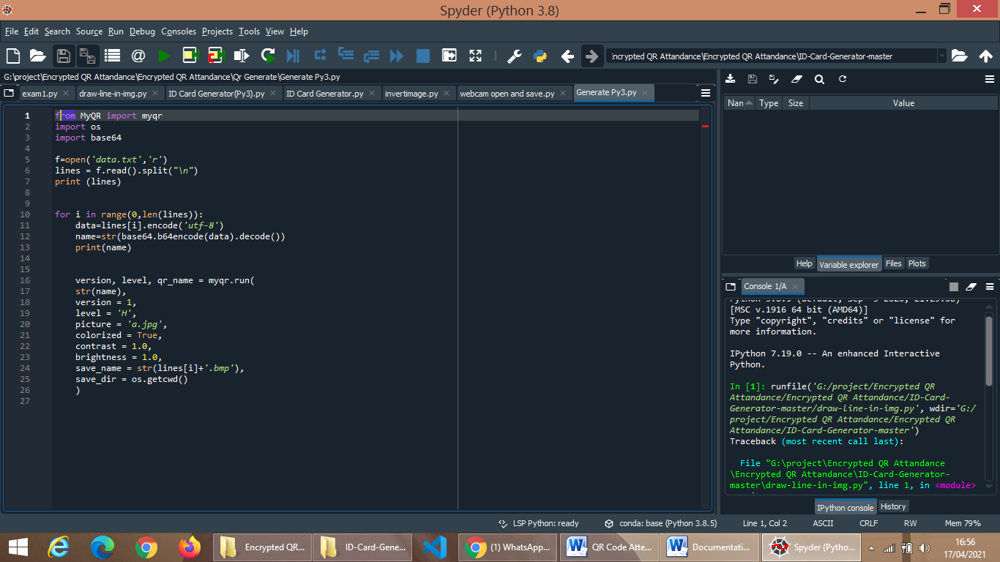 Spyder (Python 3.8)
File Edit Search Source Run Debug Consoles Projects Tools View Help
:ncrypted QR Attandance\Encrypted QR Attandance\ID-Card-Generator-master
G:\project\Encrypted QR Attandance\Encrypted QR Attandance\Qr Generate\Generate Py3.py
exam1.py draw-line-in-img.py ID Card Generator(Py3).py ID Card Generator.py invertimage.py webcam open and save.py Generate Py3.py
1 from MyQR import myqr
2 import os
3 import base64
4
5 f=open('data.txt','r')
6 lines = f.read().split("\n")
7 print (lines)
8
9
10 for i in range(0,len(lines)):
11 data=lines[i].encode('utf-8')
12 name=str(base64.b64encode(data).decode())
13 print(name)
14
15
16 version, level, qr_name = myqr.run(
17 str(name),
18 version = 1,
19 level = 'H',
20 picture = 'a.jpg',
21 colorized = True,
22 contrast = 1.0,
23 brightness = 1.0,
24 save_name = str(lines[i]+'.bmp'),
25 save_dir = os.getcwd()
26 )
27
Nan Type Size Value
Help Variable explorer Files Plots
Console 1/A
[MSC v.1916 64 bit (AMD64)]
Type "copyright", "credits" or "license" for
more information.
IPython 7.19.0 -- An enhanced Interactive
Python.
In [1]: runfile('G:/project/Encrypted QR
Attandance/Encrypted QR Attandance/ID-Card-
Generator-master/draw-line-in-img.py', wdir='G:/
project/Encrypted QR Attandance/Encrypted QR
Attandance/ID-Card-Generator-master')
Traceback (most recent call last):
File "G:\project\Encrypted QR Attandance
\Encrypted QR Attandance\ID-Card-Generator-
master\draw-line-in-img.py", line 1, in <module>
IPython console History
LSP Python: ready conda: base (Python 3.8.5) Line 1, Col 2 ASCII CRLF RW Mem 79%
Encrypted QR... ID-Card-Gene... (1) WhatsApp... QR Code Atte... Documentati... Spyder (Pytho...
16:56
17/04/2021